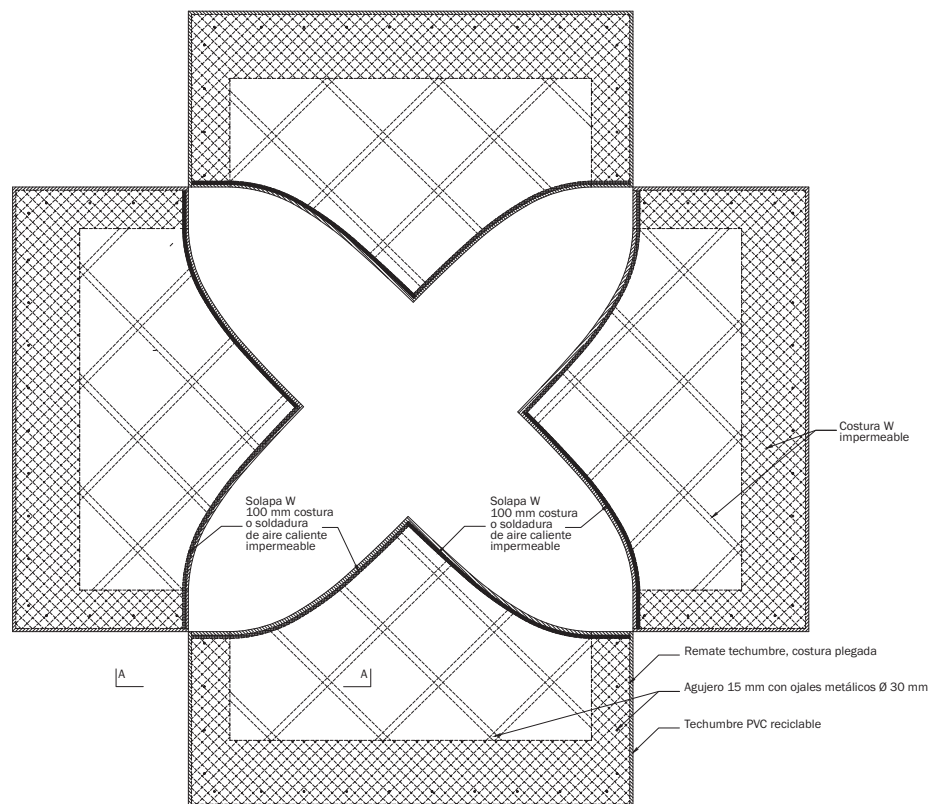 Costura W
impermeable
Solapa W
100 mm costura
o soldadura
de aire caliente
impermeable
Solapa W
100 mm costura
o soldadura
de aire caliente
impermeable
A
A
Remate techumbre, costura plegada
Agujero 15 mm con ojales metálicos Ø 30 mm
Techumbre PVC reciclable